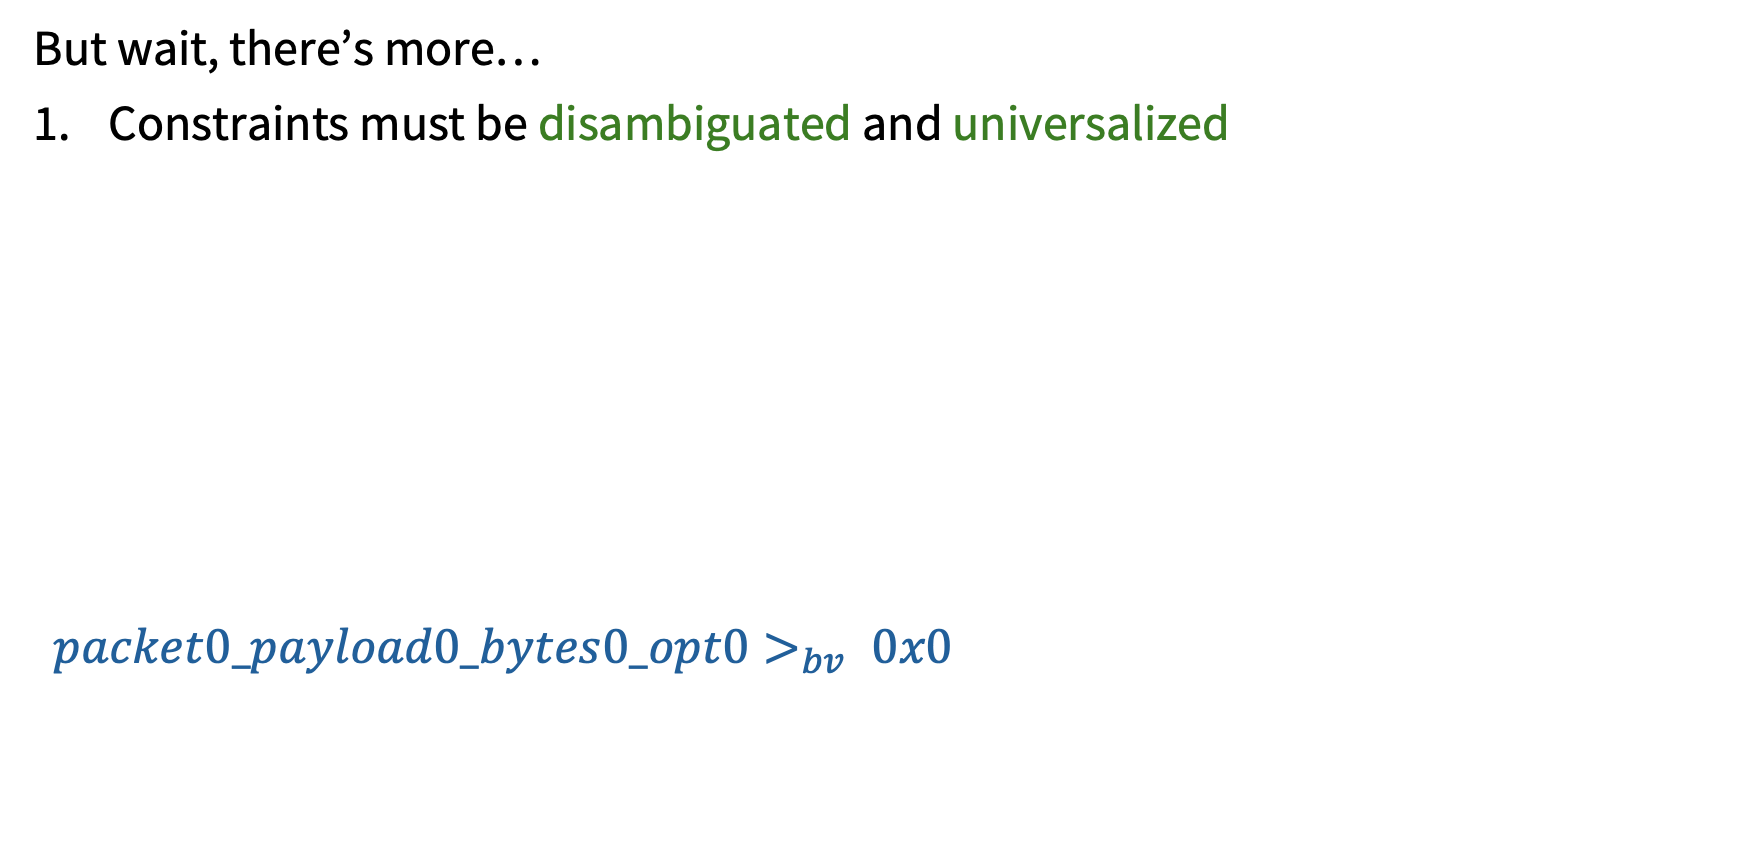 But wait, there’s more…
1. Constraints must be disambiguated and universalized
packet0_payload0_bytes0_opt0 >bv 0x0